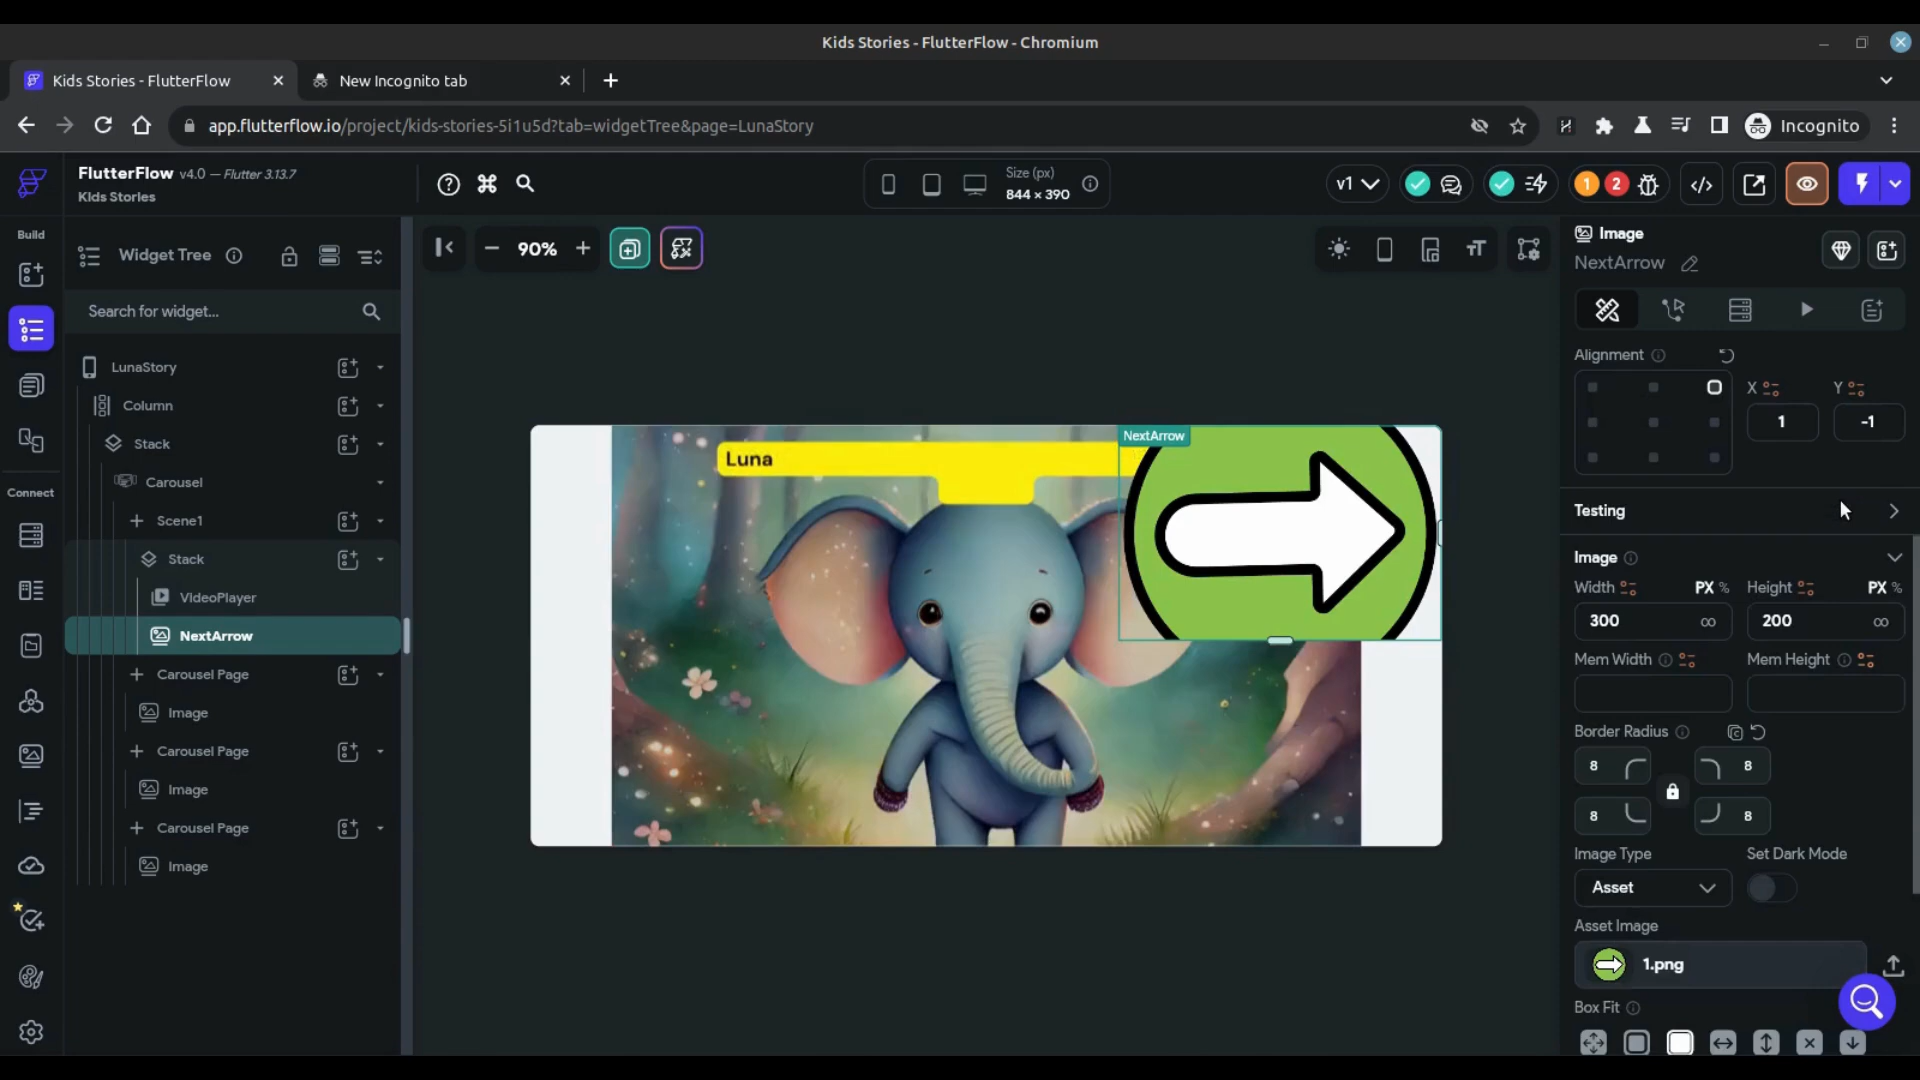 Kids Stories - FlutterFlow - Chromium
Kids Stories - FlutterFlow
New Incognito tab
app.flutterflow.io/project/kids-stories-5i1u5d?tab=widgetTree&page=LunaStory
Incognito
FlutterFlow v4.0 – Flutter 3.13.7
Kids Stories
Size (px)
844 × 390
v1
1 2
Build
Widget Tree
90%
Search for widget...
LunaStory
Column
Stack
Carousel
Connect
Scene1
Stack
VideoPlayer
NextArrow
Carousel Page
Image
Carousel Page
Image
Carousel Page
Image
Luna
NextArrow
Image
NextArrow
Alignment
X Y
1 -1
Testing
Image
Width PX % Height PX %
300 ∞ 200 ∞
Mem Width Mem Height
Border Radius
8 8
8 8
Image Type Set Dark Mode
Asset
Asset Image
1.png
Box Fit